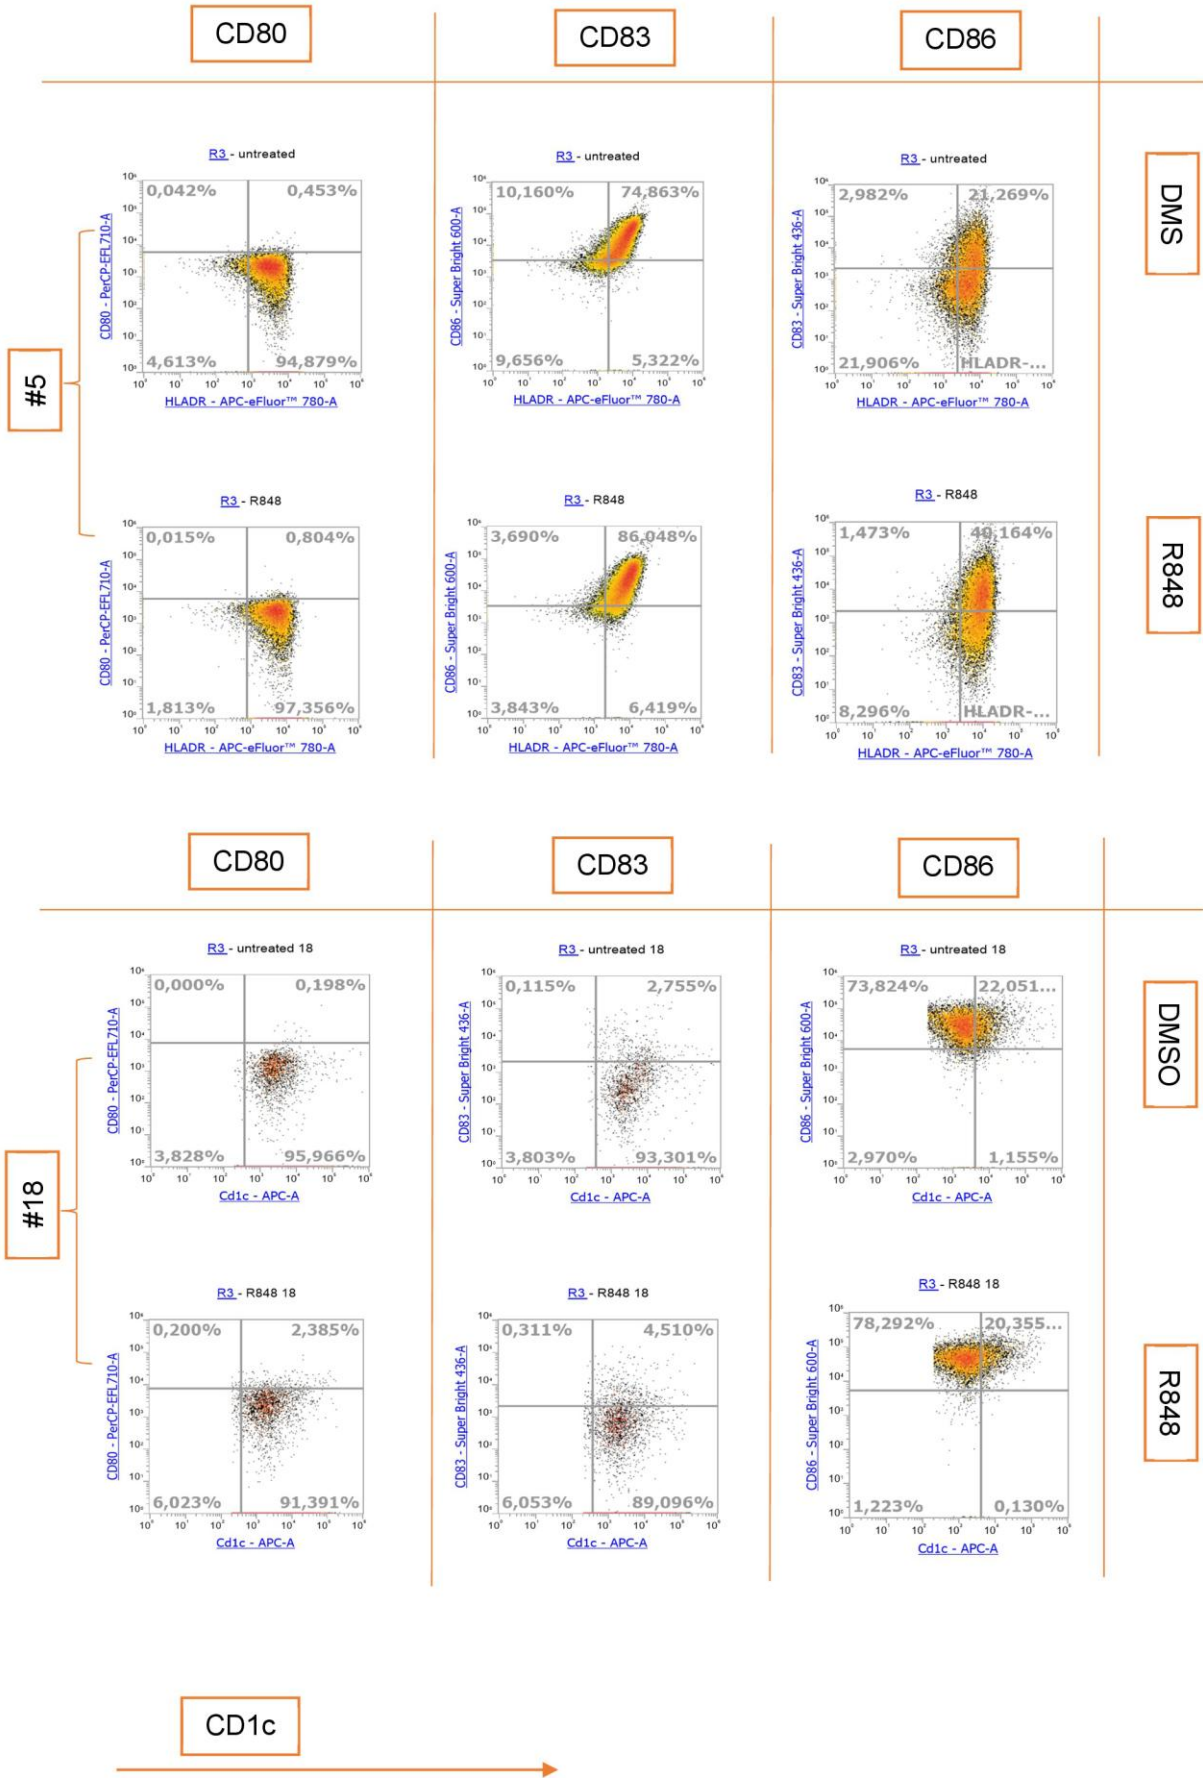 CD80
CD83
CD86
R3 - untreated
R3 - untreated
R3 - untreated
DMS
0,042%
0,453%
4,613%
94,879%
CD80 - PerCP-EFL710-A
HLADR - APC-eFluor™ 780-A
10,160%
74,863%
9,656%
5,322%
CD86 - Super Bright 600-A
HLADR - APC-eFluor™ 780-A
2,982%
21,269%
21,906%
HLADR-...
CD83 - Super Bright 436-A
HLADR - APC-eFluor™ 780-A
#5
R3 - R848
R3 - R848
R3 - R848
R848
0,015%
0,804%
1,813%
97,356%
CD80 - PerCP-EFL710-A
HLADR - APC-eFluor™ 780-A
3,690%
86,048%
3,843%
6,419%
CD86 - Super Bright 600-A
HLADR - APC-eFluor™ 780-A
1,473%
40,164%
8,296%
HLADR-...
CD83 - Super Bright 436-A
HLADR - APC-eFluor™ 780-A
CD80
CD83
CD86
R3 - untreated 18
R3 - untreated 18
R3 - untreated 18
DMSO
0,000%
0,198%
3,828%
95,966%
CD80 - PerCP-EFL710-A
Cd1c - APC-A
0,115%
2,755%
3,803%
93,301%
CD83 - Super Bright 436-A
Cd1c - APC-A
73,824%
22,051...
2,970%
1,155%
CD86 - Super Bright 600-A
Cd1c - APC-A
#18
R3 - R848 18
R3 - R848 18
R3 - R848 18
R848
0,200%
2,385%
6,023%
91,391%
CD80 - PerCP-EFL710-A
Cd1c - APC-A
0,311%
4,510%
6,053%
89,096%
CD83 - Super Bright 436-A
Cd1c - APC-A
78,292%
20,355...
1,223%
0,130%
CD86 - Super Bright 600-A
Cd1c - APC-A
CD1c